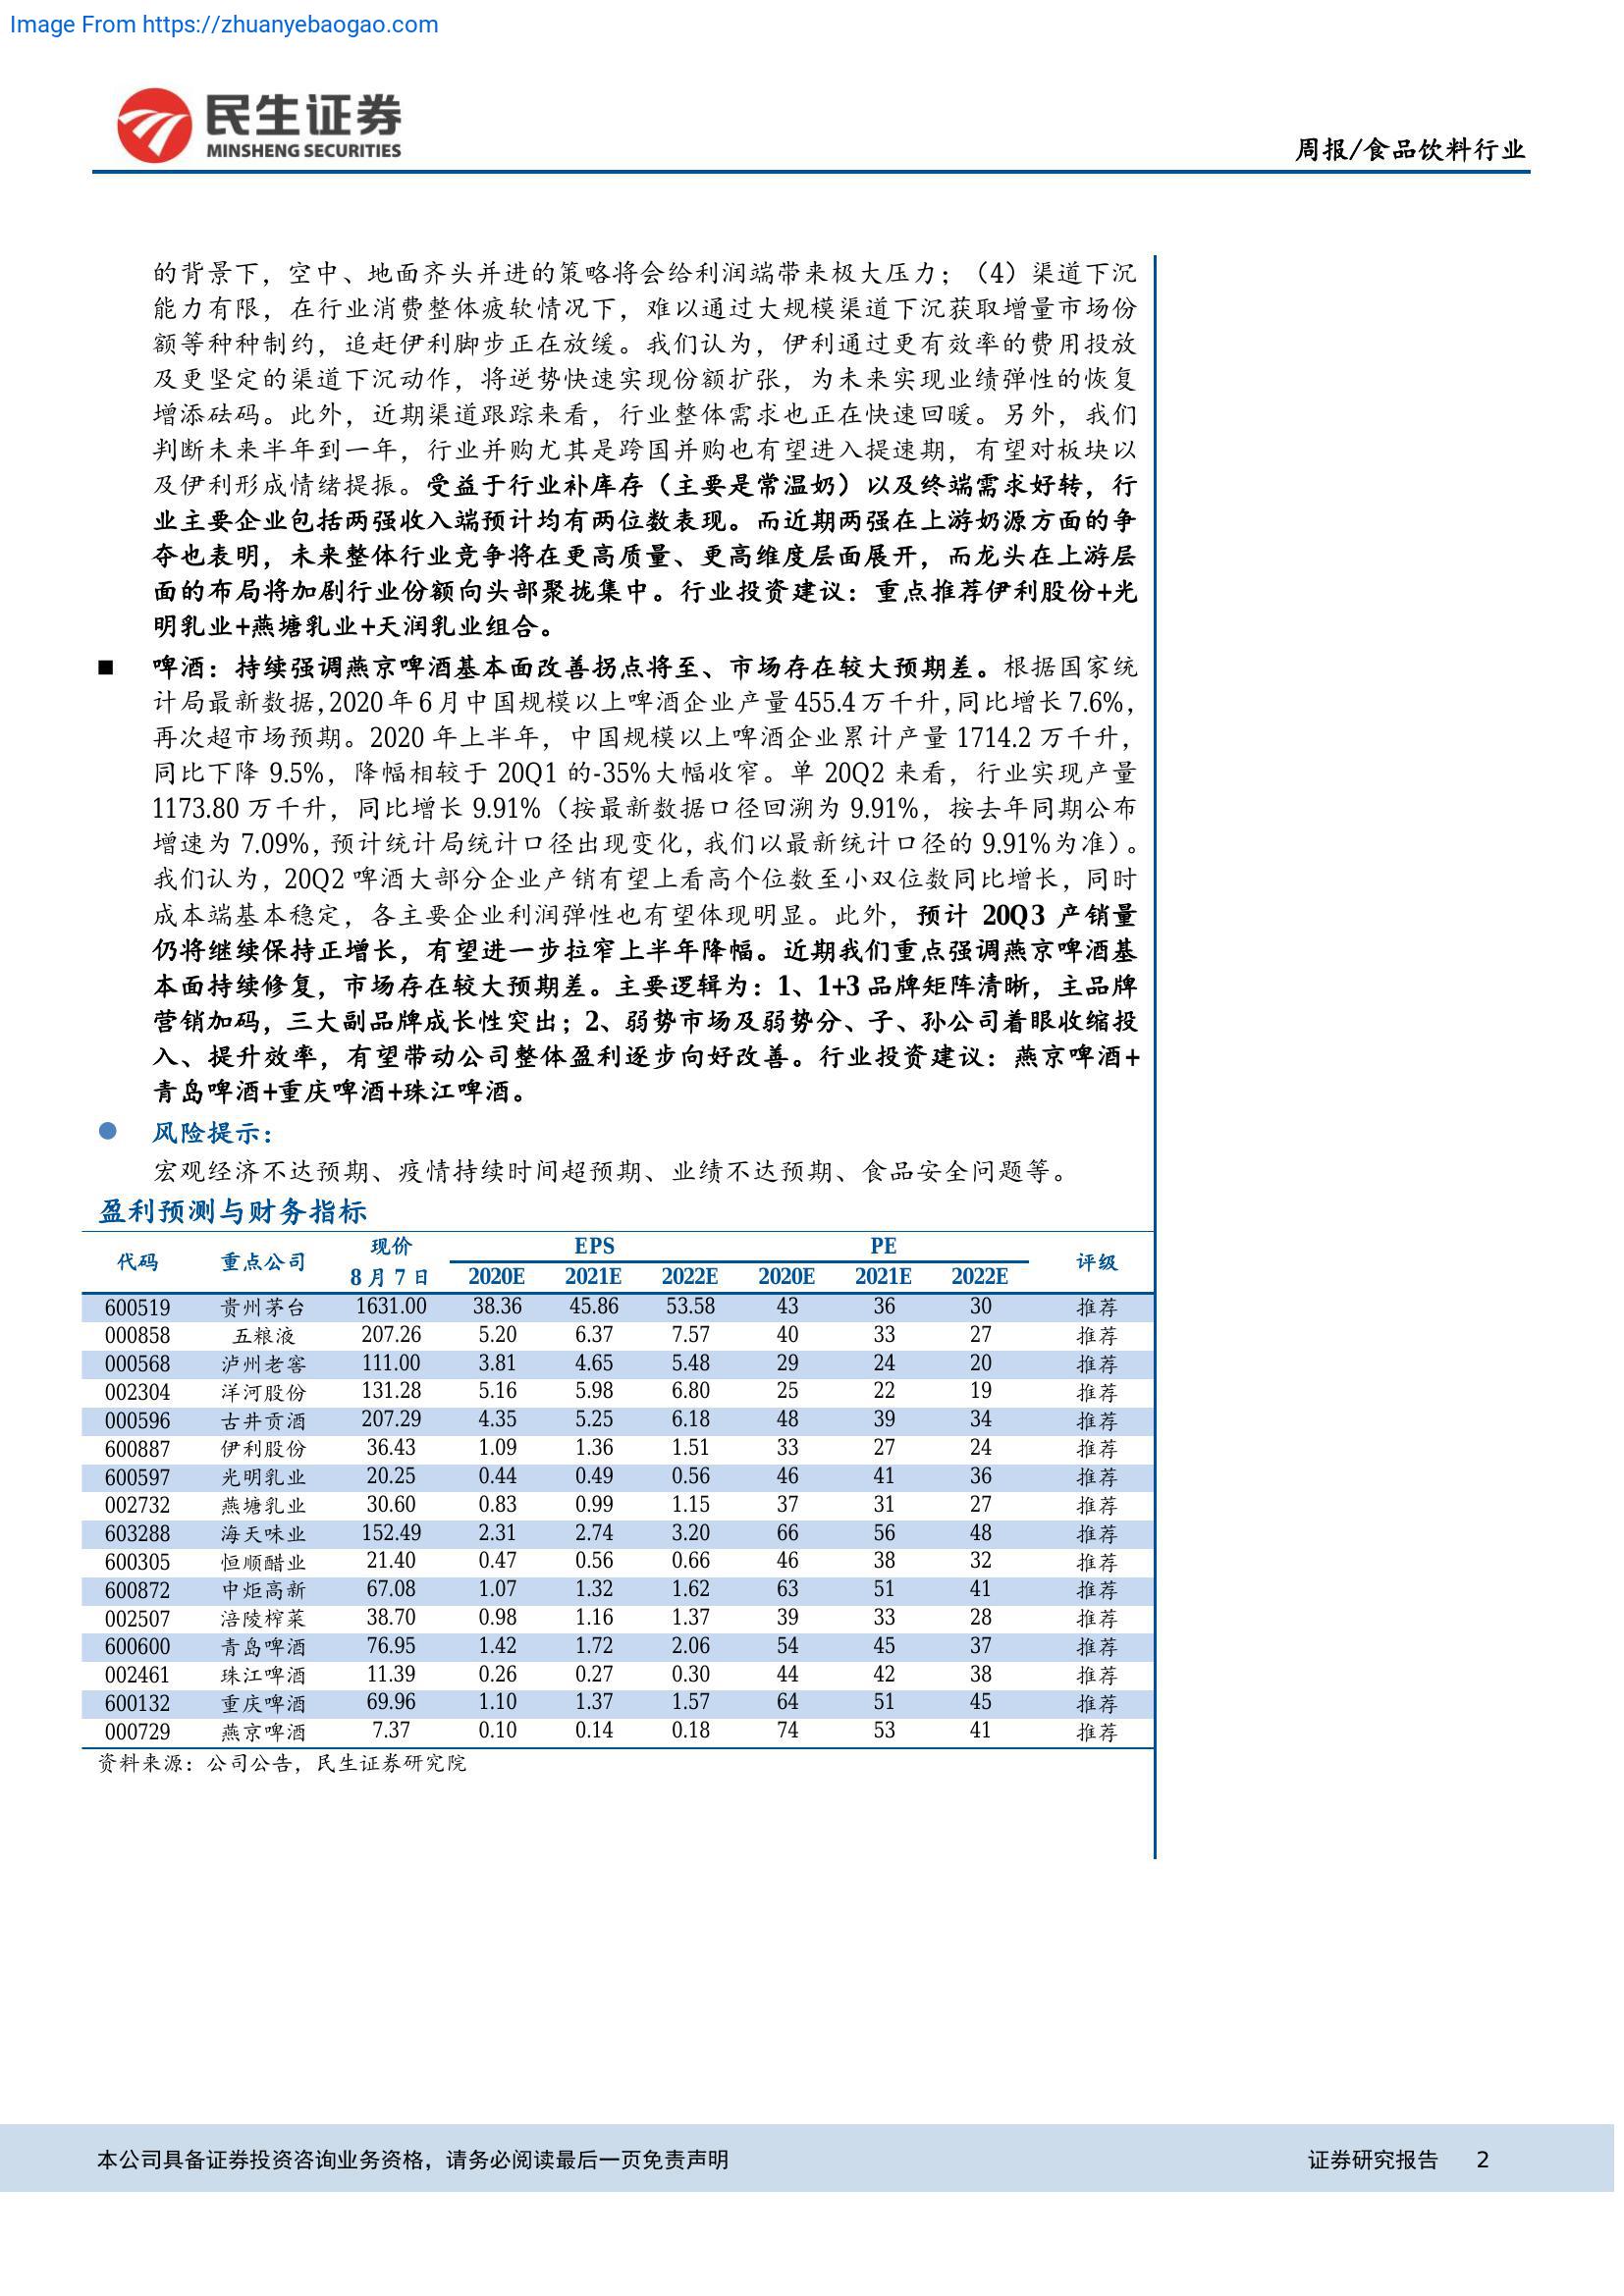 Image From https://zhuanyebaogao.com
民生证券
MINSHENG SECURITIES
周报/食品饮料行业
的背景下，空中、地面齐头并进的策略将会给利润端带来极大压力；（4）渠道下沉
能力有限，在行业消费整体疲软情况下，难以通过大规模渠道下沉获取增量市场份
额等种种制约，追赶伊利脚步正在放缓。我们认为，伊利通过更有效率的费用投放
及更坚定的渠道下沉动作，将逆势快速实现份额扩张，为未来实现业绩弹性的恢复
增添砝码。此外，近期渠道跟踪来看，行业整体需求也正在快速回暖。另外，我们
判断未来半年到一年，行业并购尤其是跨国并购也有望进入提速期，有望对板块以
及伊利形成情绪提振。受益于行业补库存（主要是常温奶）以及终端需求好转，行
业主要企业包括两强收入端预计均有两位数表现。而近期两强在上游奶源方面的争
夺也表明，未来整体行业竞争将在更高质量、更高维度层面展开，而龙头在上游层
面的布局将加剧行业份额向头部聚拢集中。行业投资建议：重点推荐伊利股份+光
明乳业+燕塘乳业+天润乳业组合。
■ 啤酒：持续强调燕京啤酒基本面改善拐点将至、市场存在较大预期差。根据国家统
计局最新数据，2020年6月中国规模以上啤酒企业产量455.4万千升，同比增长7.6%，
再次超市场预期。2020 年上半年，中国规模以上啤酒企业累计产量 1714.2 万千升，
同比下降 9.5%，降幅相较于 20Q1 的-35%大幅收窄。单 20Q2 来看，行业实现产量
1173.80 万千升，同比增长 9.91%（按最新数据口径回溯为 9.91%，按去年同期公布
增速为 7.09%，预计统计局统计口径出现变化，我们以最新统计口径的 9.91%为准）。
我们认为，20Q2 啤酒大部分企业产销有望上看高个位数至小双位数同比增长，同时
成本端基本稳定，各主要企业利润弹性也有望体现明显。此外，预计 20Q3 产销量
仍将继续保持正增长，有望进一步拉窄上半年降幅。近期我们重点强调燕京啤酒基
本面持续修复，市场存在较大预期差。主要逻辑为：1、1+3 品牌矩阵清晰，主品牌
营销加码，三大副品牌成长性突出；2、弱势市场及弱势分、子、孙公司着眼收缩投
入、提升效率，有望带动公司整体盈利逐步向好改善。行业投资建议：燕京啤酒+
青岛啤酒+重庆啤酒+珠江啤酒。
● 风险提示：
宏观经济不达预期、疫情持续时间超预期、业绩不达预期、食品安全问题等。
盈利预测与财务指标
代码 重点公司 现价 EPS PE 评级
8月7日 2020E 2021E 2022E 2020E 2021E 2022E
600519 贵州茅台 1631.00 38.36 45.86 53.58 43 36 30 推荐
000858 五粮液 207.26 5.20 6.37 7.57 40 33 27 推荐
000568 泸州老窖 111.00 3.81 4.65 5.48 29 24 20 推荐
002304 洋河股份 131.28 5.16 5.98 6.80 25 22 19 推荐
000596 古井贡酒 207.29 4.35 5.25 6.18 48 39 34 推荐
600887 伊利股份 36.43 1.09 1.36 1.51 33 27 24 推荐
600597 光明乳业 20.25 0.44 0.49 0.56 46 41 36 推荐
002732 燕塘乳业 30.60 0.83 0.99 1.15 37 31 27 推荐
603288 海天味业 152.49 2.31 2.74 3.20 66 56 48 推荐
600305 恒顺醋业 21.40 0.47 0.56 0.66 46 38 32 推荐
600872 中炬高新 67.08 1.07 1.32 1.62 63 51 41 推荐
002507 涪陵榨菜 38.70 0.98 1.16 1.37 39 33 28 推荐
600600 青岛啤酒 76.95 1.42 1.72 2.06 54 45 37 推荐
002461 珠江啤酒 11.39 0.26 0.27 0.30 44 42 38 推荐
600132 重庆啤酒 69.96 1.10 1.37 1.57 64 51 45 推荐
000729 燕京啤酒 7.37 0.10 0.14 0.18 74 53 41 推荐
资料来源：公司公告，民生证券研究院
本公司具备证券投资咨询业务资格，请务必阅读最后一页免责声明 证券研究报告 2